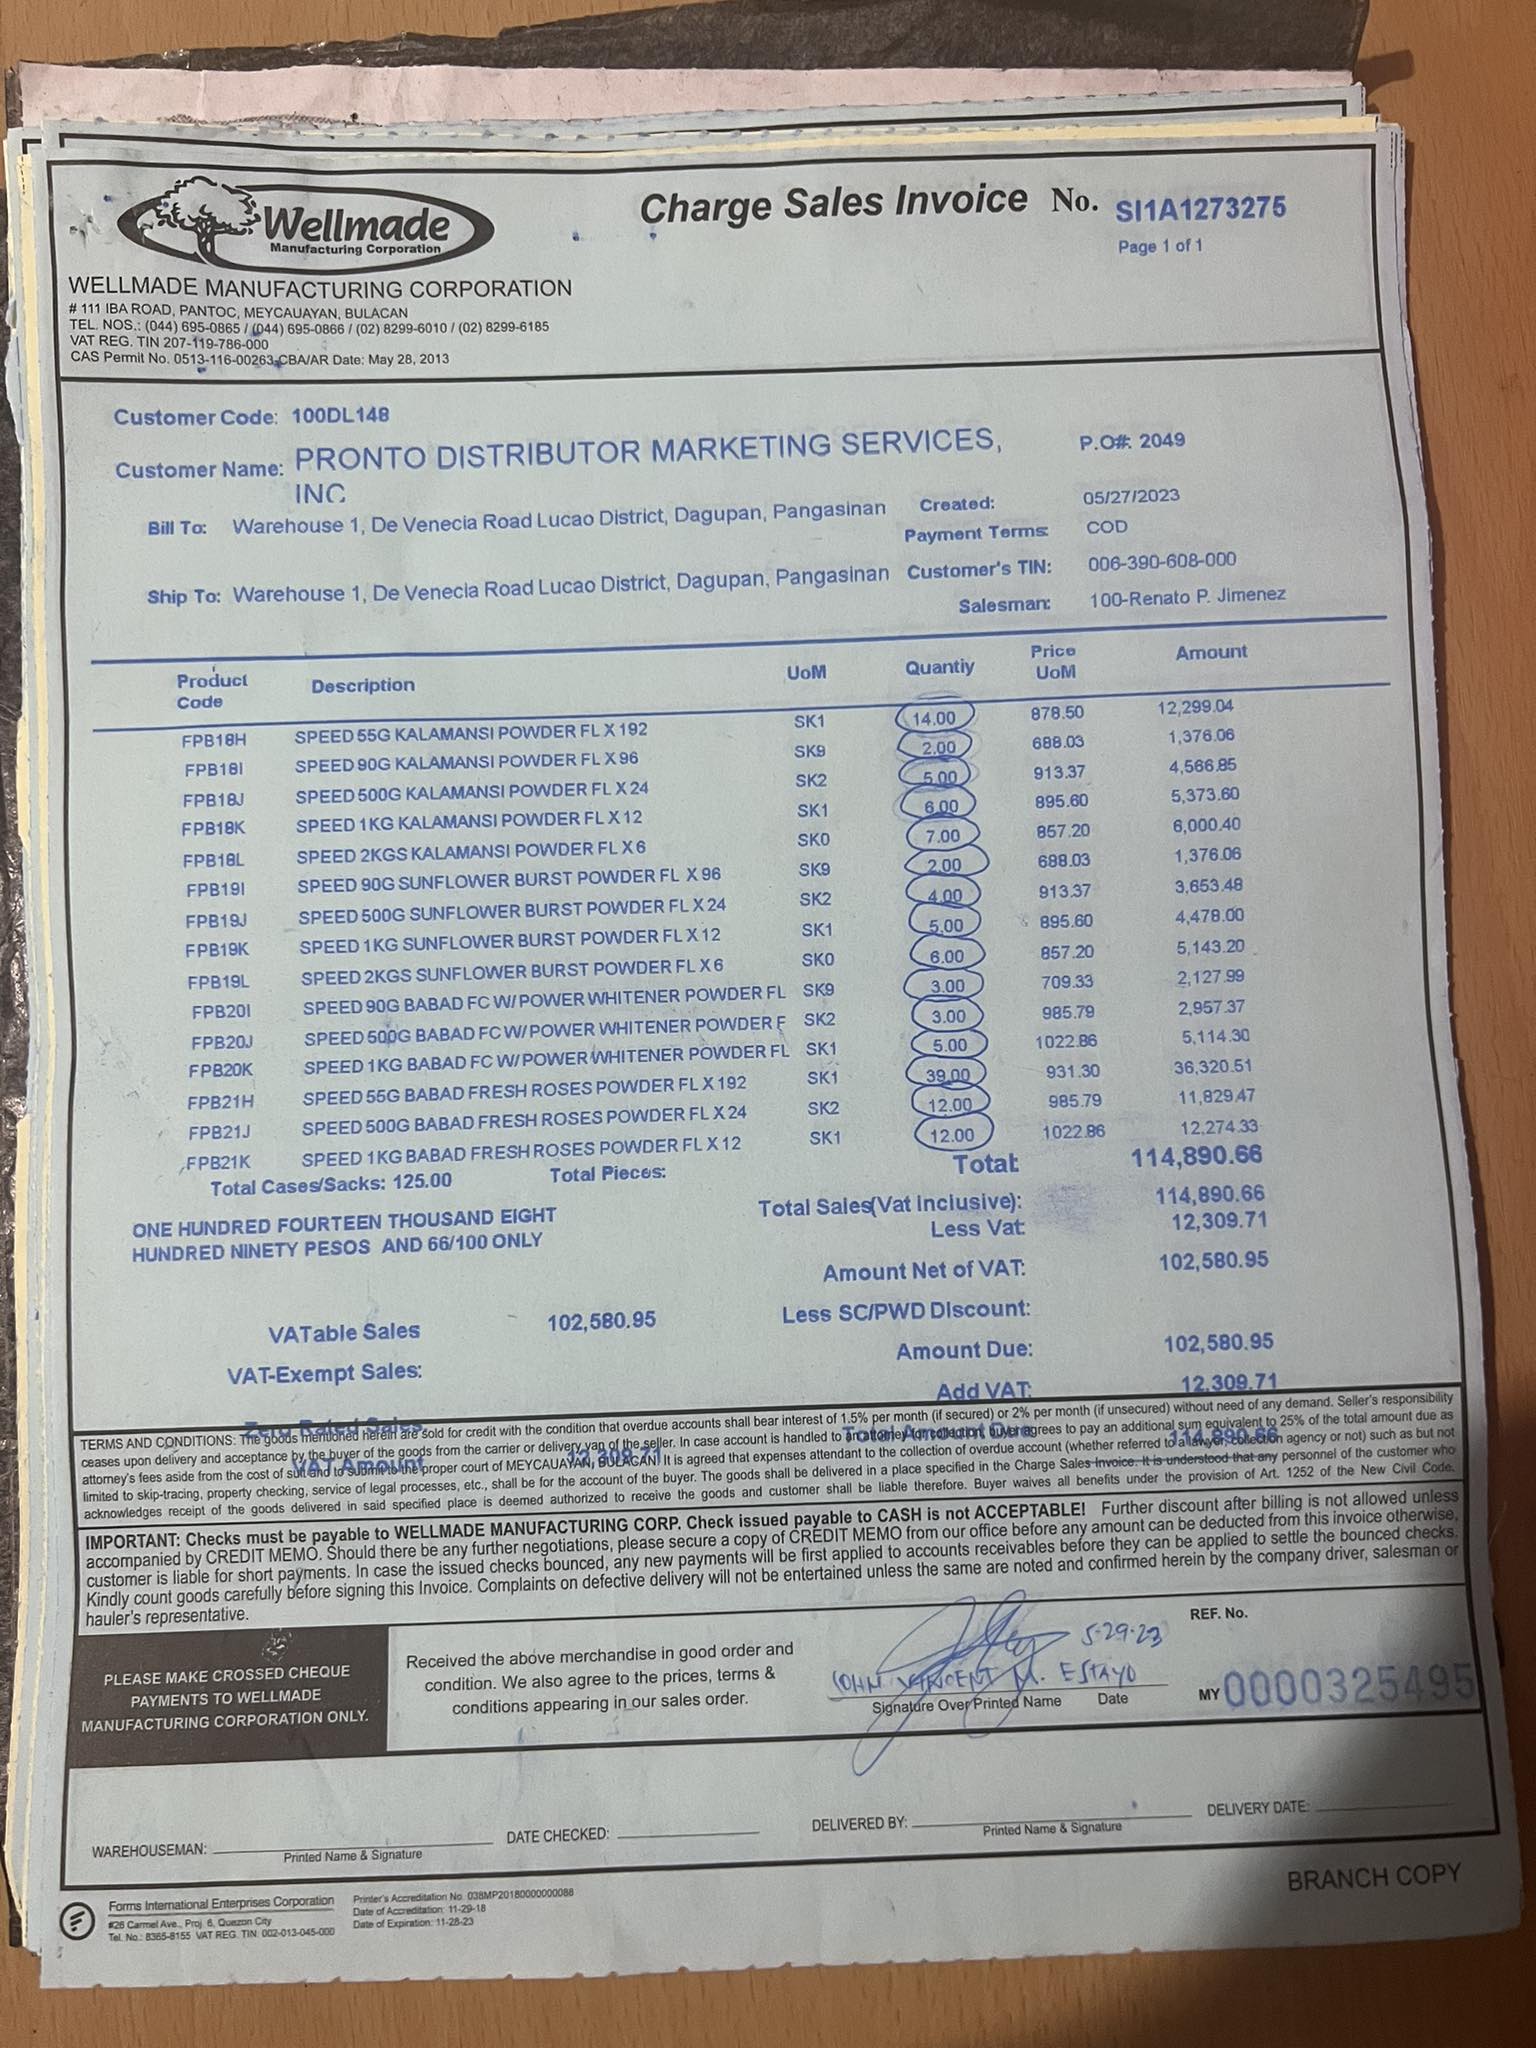 Wellmade
Manufacturing Corporation
Charge Sales Invoice No. SI1A1273275
Page 1 of 1
WELLMADE MANUFACTURING CORPORATION
# 111 IBA ROAD, PANTOC, MEYCAUAYAN, BULACAN
TEL. NOS.: (044) 695-0865 / (044) 695-0866 / (02) 8299-6010 / (02) 8299-6185
VAT REG. TIN 207-119-786-000
CAS Permit No. 0513-116-00263-CBA/AR Date: May 28, 2013
Customer Code: 100DL148
Customer Name: PRONTO DISTRIBUTOR MARKETING SERVICES, INC
P.O#: 2049
Bill To: Warehouse 1, De Venecia Road Lucao District, Dagupan, Pangasinan
Created: 05/27/2023
Payment Terms: COD
Ship To: Warehouse 1, De Venecia Road Lucao District, Dagupan, Pangasinan
Customer's TIN: 006-390-608-000
Salesman: 100-Renato P. Jimenez
Product Code Description UoM Quantiy Price UoM Amount
FPB18H SPEED 55G KALAMANSI POWDER FL X 192 SK1 14.00 878.50 12,299.04
FPB18I SPEED 90G KALAMANSI POWDER FL X 96 SK9 2.00 688.03 1,376.06
FPB18J SPEED 500G KALAMANSI POWDER FL X 24 SK2 5.00 913.37 4,566.85
FPB18K SPEED 1KG KALAMANSI POWDER FL X 12 SK1 6.00 895.60 5,373.60
FPB18L SPEED 2KGS KALAMANSI POWDER FL X 6 SK0 7.00 857.20 6,000.40
FPB19I SPEED 90G SUNFLOWER BURST POWDER FL X 96 SK9 2.00 688.03 1,376.06
FPB19J SPEED 500G SUNFLOWER BURST POWDER FL X 24 SK2 4.00 913.37 3,653.48
FPB19K SPEED 1KG SUNFLOWER BURST POWDER FL X 12 SK1 5.00 895.60 4,478.00
FPB19L SPEED 2KGS SUNFLOWER BURST POWDER FL X 6 SK0 6.00 857.20 5,143.20
FPB20I SPEED 90G BABAD FC W/ POWER WHITENER POWDER FL SK9 3.00 709.33 2,127.99
FPB20J SPEED 500G BABAD FC W/ POWER WHITENER POWDER F SK2 3.00 985.79 2,957.37
FPB20K SPEED 1KG BABAD FC W/ POWER WHITENER POWDER FL SK1 5.00 1022.86 5,114.30
FPB21H SPEED 55G BABAD FRESH ROSES POWDER FL X 192 SK1 39.00 931.30 36,320.51
FPB21J SPEED 500G BABAD FRESH ROSES POWDER FL X 24 SK2 12.00 985.79 11,829.47
FPB21K SPEED 1KG BABAD FRESH ROSES POWDER FL X 12 SK1 12.00 1022.86 12,274.33
Total Cases/Sacks: 125.00 Total Pieces: Total: 114,890.66
ONE HUNDRED FOURTEEN THOUSAND EIGHT
HUNDRED NINETY PESOS AND 66/100 ONLY
Total Sales(Vat Inclusive): 114,890.66
Less Vat: 12,309.71
Amount Net of VAT: 102,580.95
VATable Sales 102,580.95
Less SC/PWD Discount:
VAT-Exempt Sales:
Amount Due: 102,580.95
Add VAT: 12,309.71
Zero Rated Sales
Total Amount Due 114,890.66
VAT Amount 12,309.71
TERMS AND CONDITIONS: The goods mentioned herein are sold for credit with the condition that overdue accounts shall bear interest of 1.5% per month (if secured) or 2% per month (if unsecured) without need of any demand. Seller's responsibility
ceases upon delivery and acceptance by the buyer of the goods from the carrier or delivery van of the seller. In case account is handled to an attorney for collection, buyer agrees to pay an additional sum equivalent to 25% of the total amount due as
attorney's fees aside from the cost of suit and to submit to the proper court of MEYCAUAYAN, BULACAN. It is agreed that expenses attendant to the collection of overdue account (whether referred to a lawyer, collection agency or not) such as but not
limited to skip-tracing, property checking, service of legal processes, etc., shall be for the account of the buyer. The goods shall be delivered in a place specified in the Charge Sales Invoice. It is understood that any personnel of the customer who
acknowledges receipt of the goods delivered in said specified place is deemed authorized to receive the goods and customer shall be liable therefore. Buyer waives all benefits under the provision of Art. 1252 of the New Civil Code.
IMPORTANT: Checks must be payable to WELLMADE MANUFACTURING CORP. Check issued payable to CASH is not ACCEPTABLE! Further discount after billing is not allowed unless
accompanied by CREDIT MEMO. Should there be any further negotiations, please secure a copy of CREDIT MEMO from our office before any amount can be deducted from this invoice otherwise,
customer is liable for short payments. In case the issued checks bounced, any new payments will be first applied to accounts receivables before they can be applied to settle the bounced checks.
Kindly count goods carefully before signing this Invoice. Complaints on defective delivery will not be entertained unless the same are noted and confirmed herein by the company driver, salesman or
hauler's representative.
PLEASE MAKE CROSSED CHEQUE
PAYMENTS TO WELLMADE
MANUFACTURING CORPORATION ONLY.
Received the above merchandise in good order and
condition. We also agree to the prices, terms &
conditions appearing in our sales order.
5-29-23
JOHN VINCENT M. ESTAYO
Signature Over Printed Name Date
REF. No.
MY 0000325495
WAREHOUSEMAN:
Printed Name & Signature
DATE CHECKED:
DELIVERED BY:
Printed Name & Signature
DELIVERY DATE:
BRANCH COPY
Forms International Enterprises Corporation
#26 Carmel Ave., Proj. 6, Quezon City
Tel. No.: 8365-8155 VAT REG. TIN: 002-013-045-000
Printer's Accreditation No. 038MP20180000000088
Date of Accreditation: 11-29-18
Date of Expiration: 11-28-23